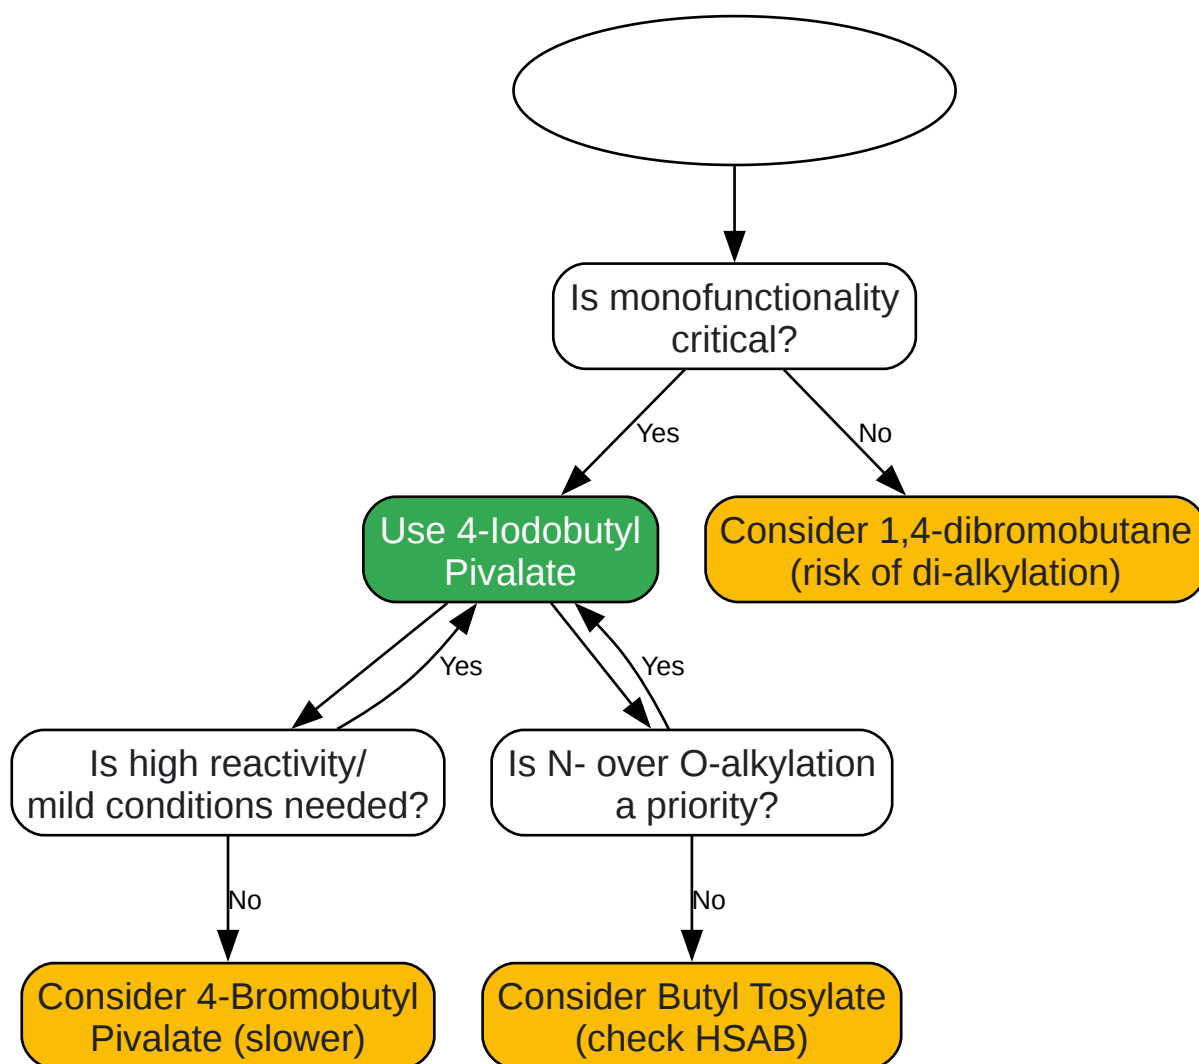 Is monofunctionality
critical?
Yes
No
Use 4-Iodobutyl
Pivalate
Consider 1,4-dibromobutane
(risk of di-alkylation)
Yes
Yes
Is high reactivity/
mild conditions needed?
Is N- over O-alkylation
a priority?
No
No
Consider 4-Bromobutyl
Pivalate (slower)
Consider Butyl Tosylate
(check HSAB)